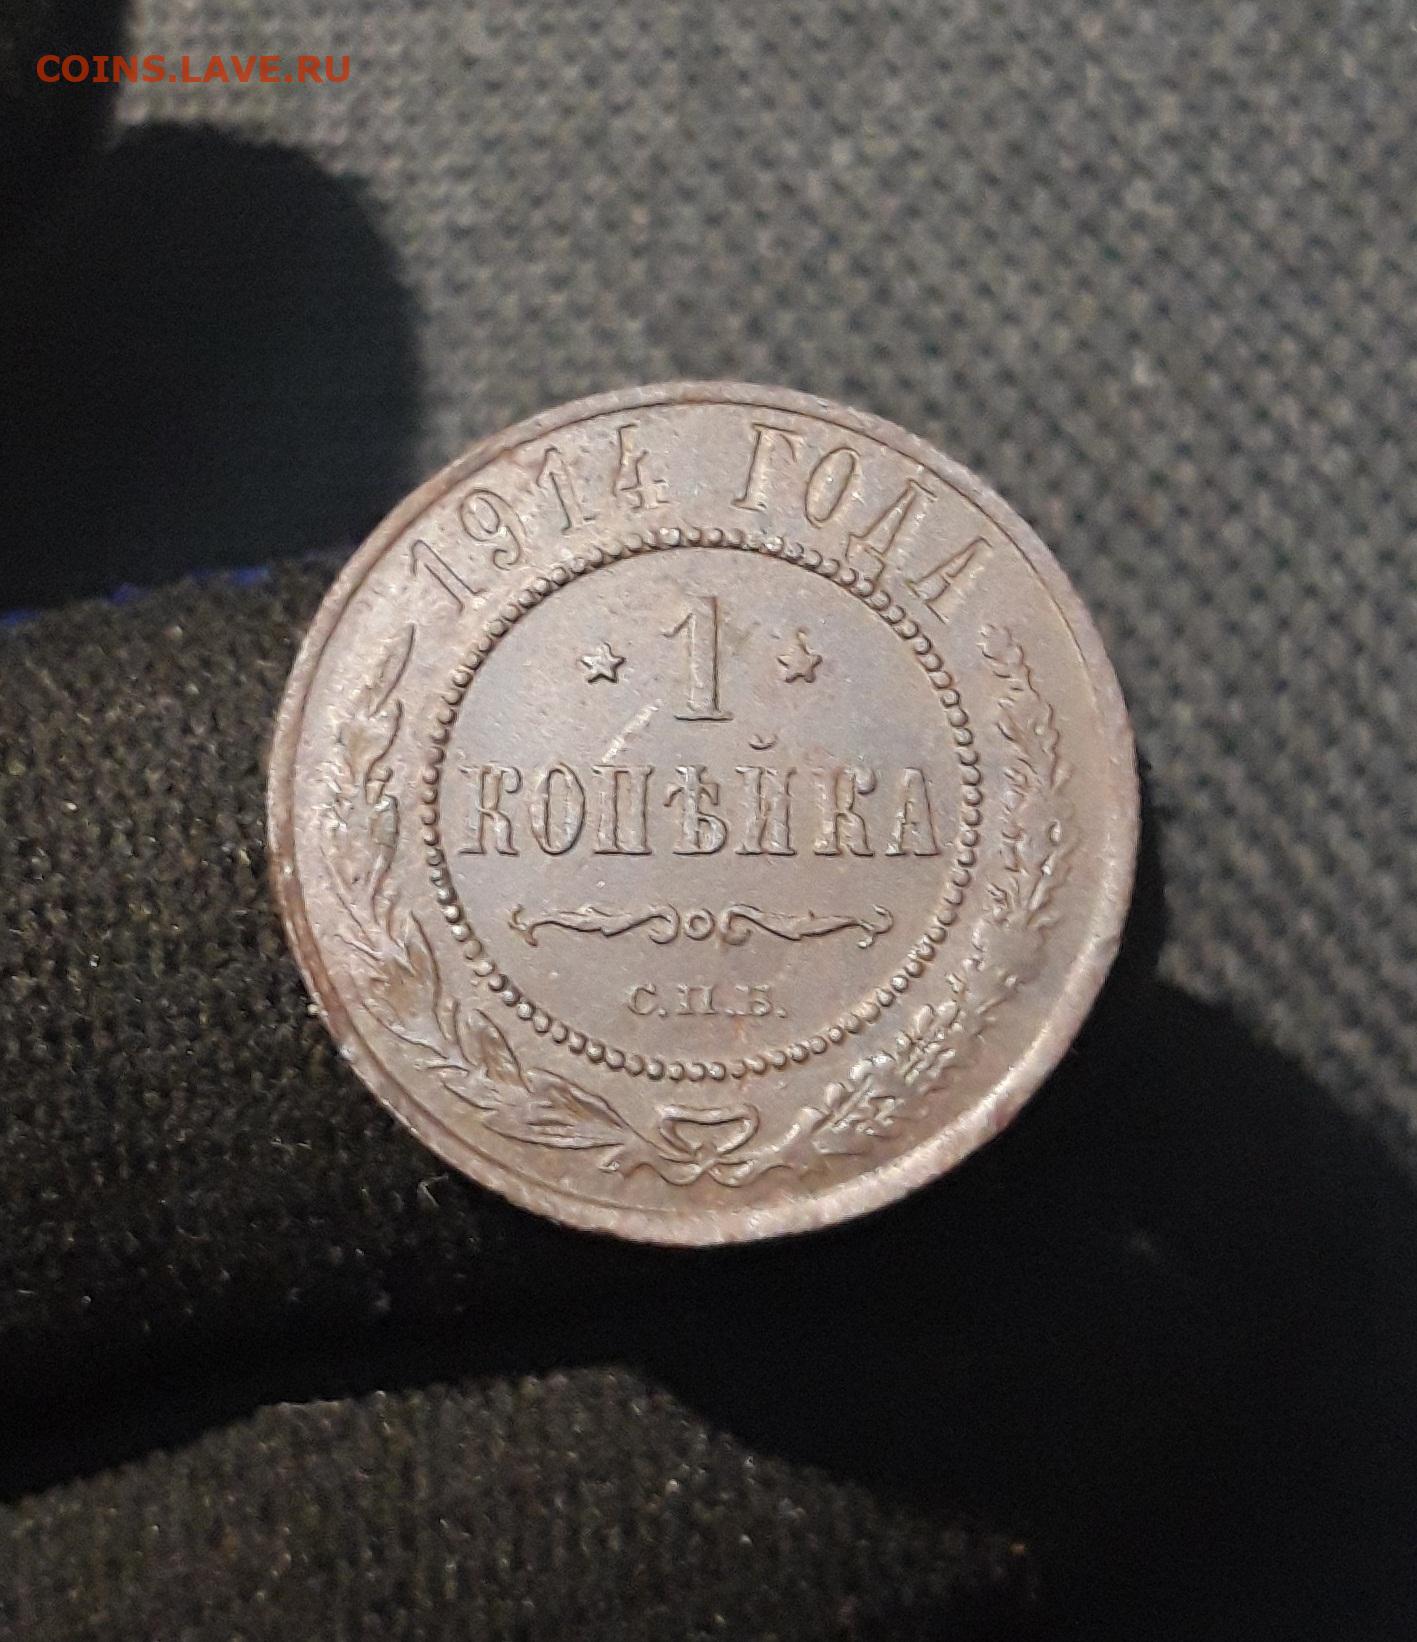 COINS.LAVE.RU
1914 ГОДА
1
КОПѢЙКА
С.П.Б.